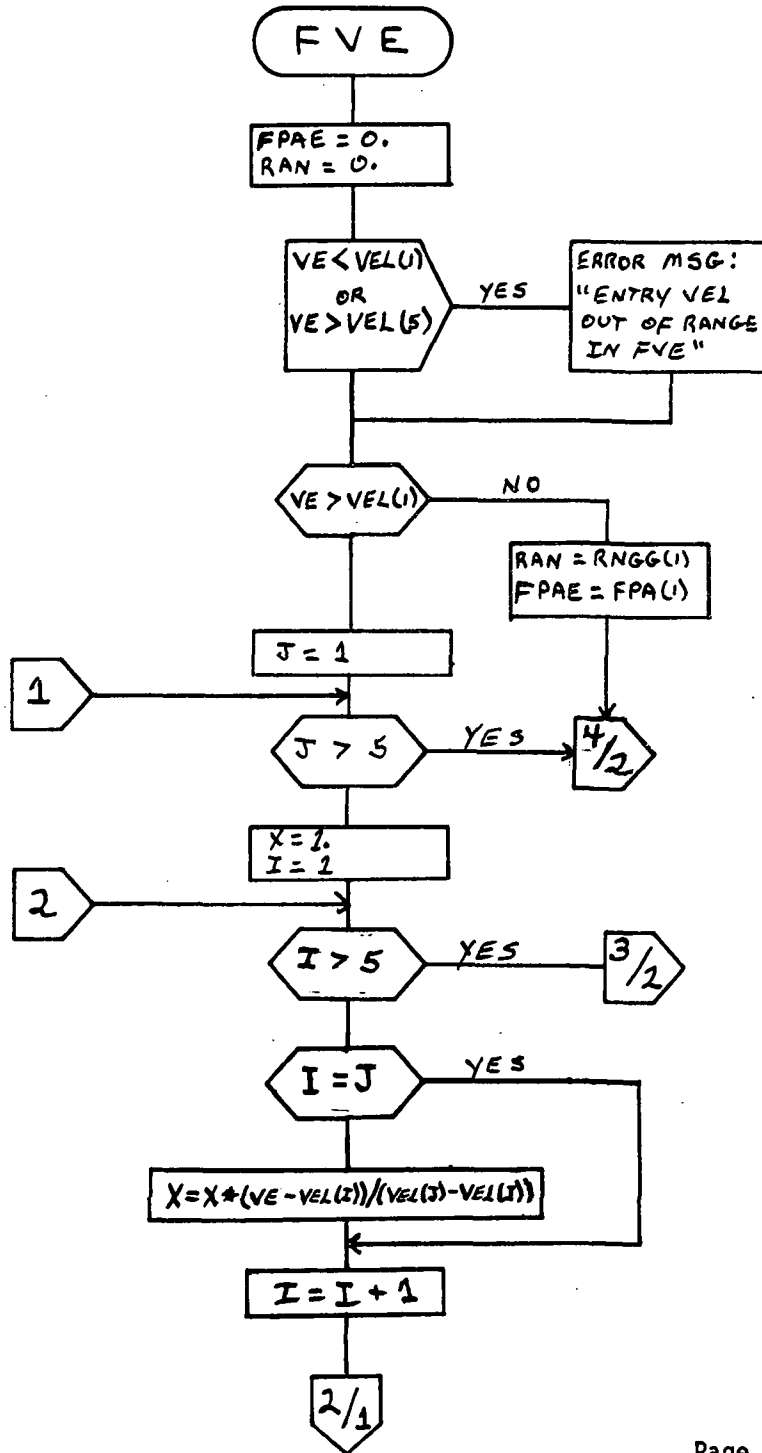 FVE
FPAE = 0.
RAN = 0.
VE < VEL(1)
OR
VE > VEL(5)
YES
ERROR MSG:
"ENTRY VEL
OUT OF RANGE
IN FVE"
VE > VEL(1)
NO
RAN = RNGG(1)
FPAE = FPA(1)
J = 1
1
J > 5
YES
4/2
X = 1.
I = 1
2
I > 5
YES
3/2
I = J
YES
X = X * (VE - VEL(I)) / (VEL(J) - VEL(I))
I = I + 1
2/1
Page